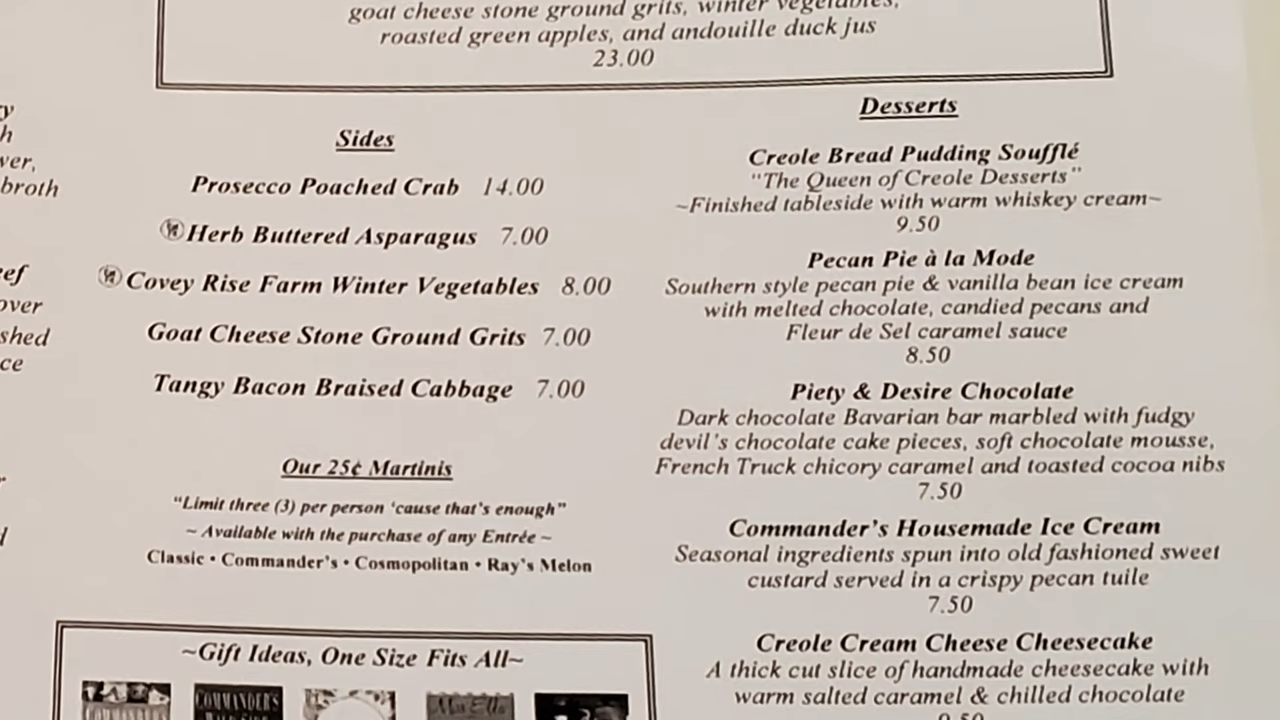 goat cheese stone ground grits, winter vegetables,
roasted green apples, and andouille duck jus
23.00
y
h
ver,
broth
ef
over
shed
ce
r
d
Sides
Prosecco Poached Crab 14.00
Herb Buttered Asparagus 7.00
Covey Rise Farm Winter Vegetables 8.00
Goat Cheese Stone Ground Grits 7.00
Tangy Bacon Braised Cabbage 7.00
Our 25¢ Martinis
"Limit three (3) per person 'cause that's enough"
~ Available with the purchase of any Entrée ~
Classic • Commander's • Cosmopolitan • Ray's Melon
~Gift Ideas, One Size Fits All~
COMMANDER'S
Desserts
Creole Bread Pudding Soufflé
"The Queen of Creole Desserts"
~Finished tableside with warm whiskey cream~
9.50
Pecan Pie à la Mode
Southern style pecan pie & vanilla bean ice cream
with melted chocolate, candied pecans and
Fleur de Sel caramel sauce
8.50
Piety & Desire Chocolate
Dark chocolate Bavarian bar marbled with fudgy
devil's chocolate cake pieces, soft chocolate mousse,
French Truck chicory caramel and toasted cocoa nibs
7.50
Commander's Housemade Ice Cream
Seasonal ingredients spun into old fashioned sweet
custard served in a crispy pecan tuile
7.50
Creole Cream Cheese Cheesecake
A thick cut slice of handmade cheesecake with
warm salted caramel & chilled chocolate